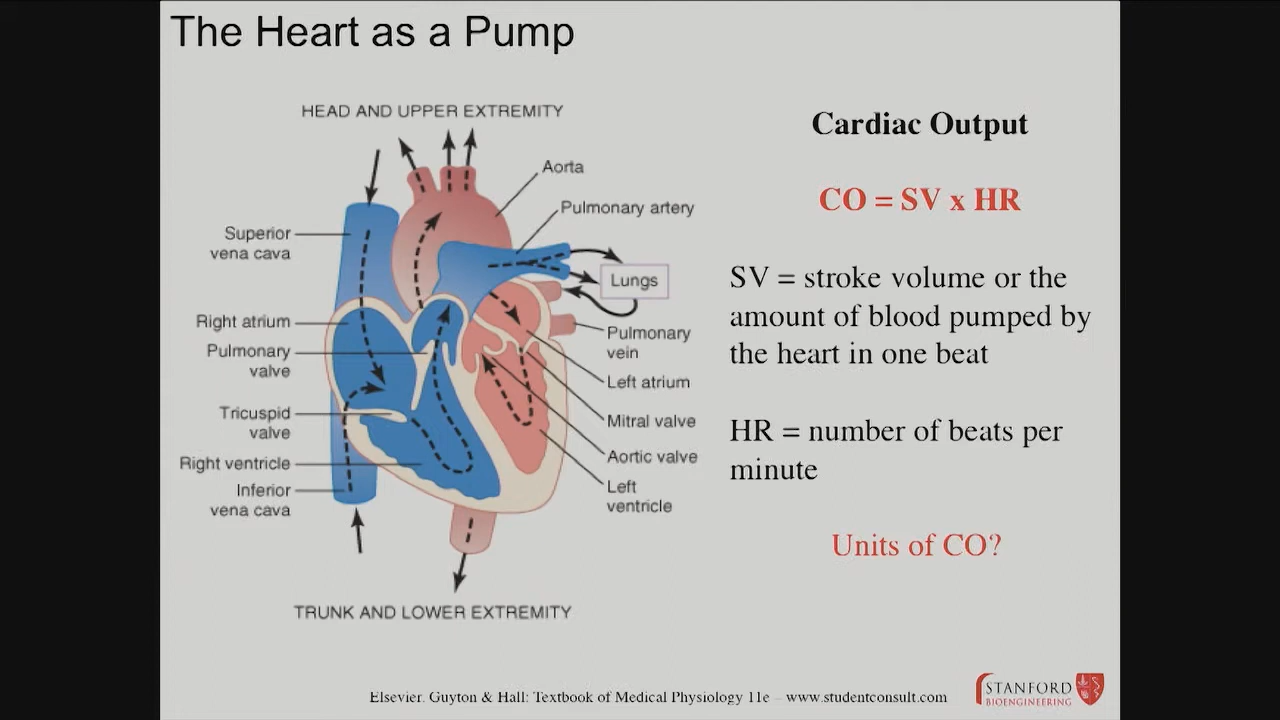 The Heart as a Pump
HEAD AND UPPER EXTREMITY
Aorta
Pulmonary artery
Superior
vena cava
Lungs
Right atrium
Pulmonary
valve
Pulmonary
vein
Left atrium
Tricuspid
valve
Mitral valve
Right ventricle
Aortic valve
Inferior
vena cava
Left
ventricle
TRUNK AND LOWER EXTREMITY
Cardiac Output
CO = SV x HR
SV = stroke volume or the
amount of blood pumped by
the heart in one beat
HR = number of beats per
minute
Units of CO?
Elsevier. Guyton & Hall: Textbook of Medical Physiology 11e – www.studentconsult.com
STANFORD
BIOENGINEERING